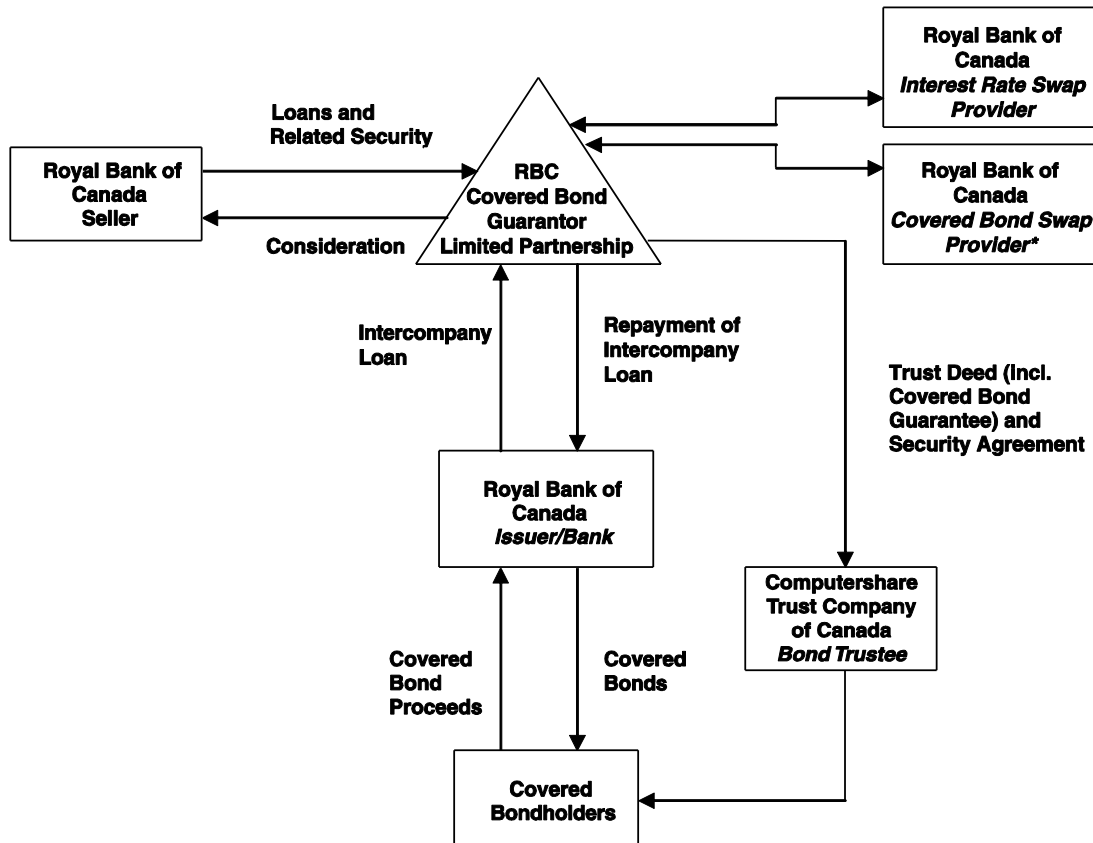 Royal Bank of
Canada
Interest Rate Swap
Provider
Loans and
Related Security
Royal Bank of
Canada
Seller
RBC
Covered Bond
Guarantor
Limited Partnership
Royal Bank of
Canada
Covered Bond Swap
Provider*
Consideration
Intercompany
Loan
Repayment of
Intercompany
Loan
Trust Deed (Incl.
Covered Bond
Guarantee) and
Security Agreement
Royal Bank of
Canada
Issuer/Bank
Computershare
Trust Company
of Canada
Bond Trustee
Covered
Bond
Proceeds
Covered
Bonds
Covered
Bondholders